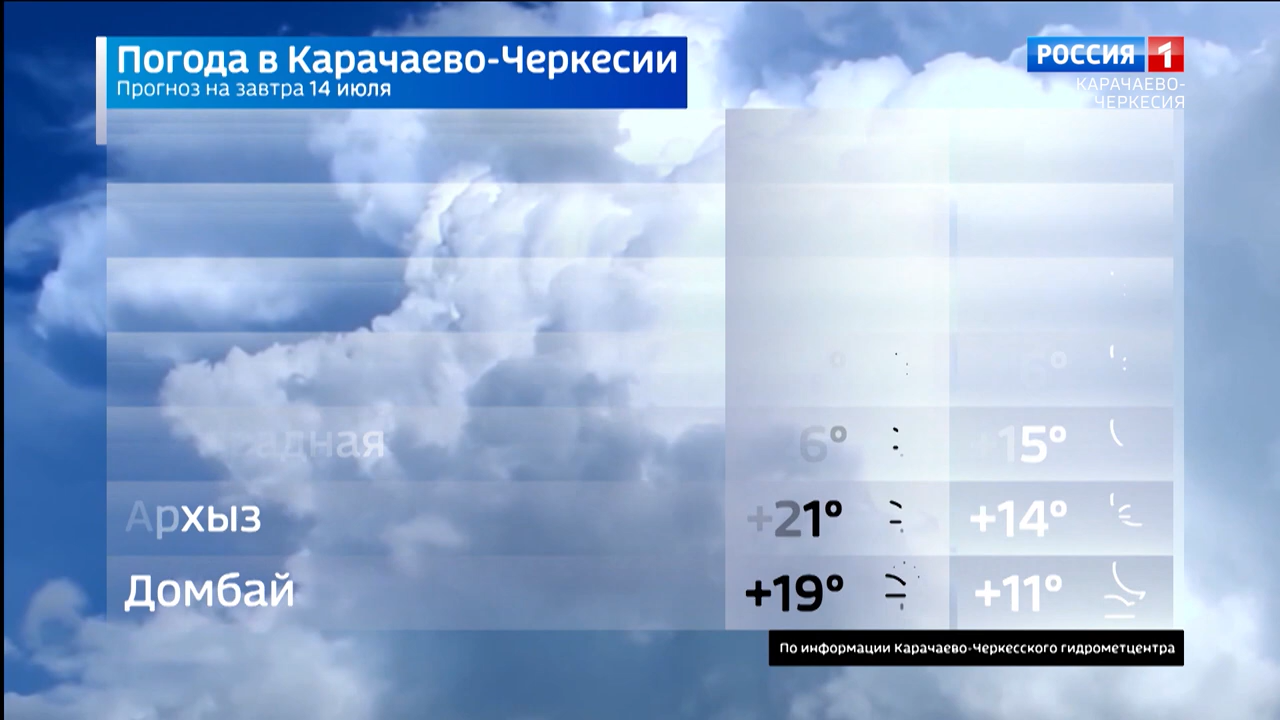 Погода в Карачаево-Черкесии
Прогноз на завтра 14 июля
РОССИЯ 1
КАРАЧАЕВО-
ЧЕРКЕСИЯ
+15°
Архыз +21° +14°
Домбай +19° +11°
По информации Карачаево-Черкесского гидрометцентра